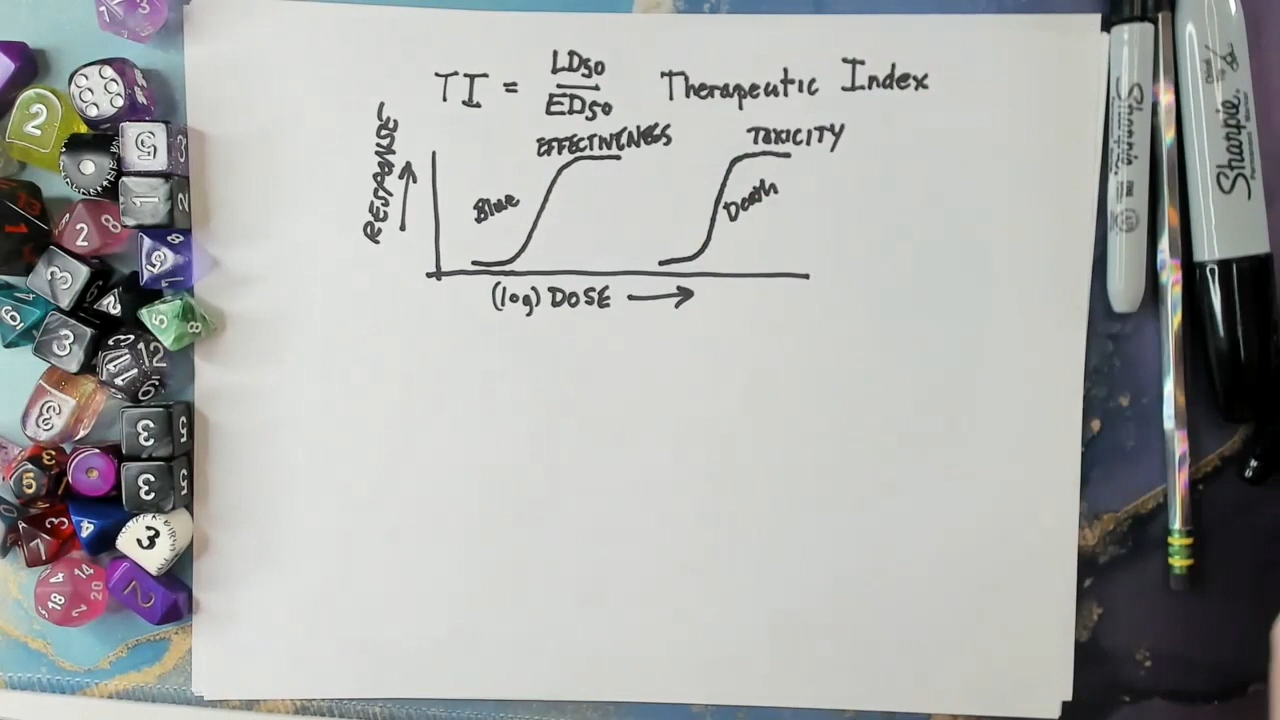 TI = LD50/ED50 Therapeutic Index
EFFECTIVENESS TOXICITY
RESPONSE
Blue Death
(log) DOSE
Sharpie
Sharpie